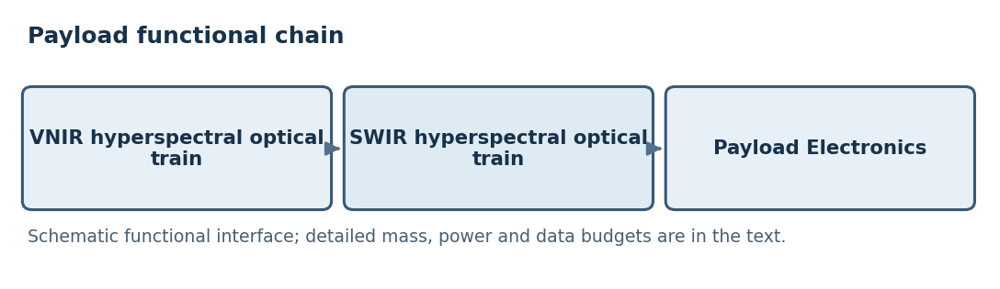 Payload functional chain
VNIR hyperspectral optical
train
SWIR hyperspectral optical
train
Payload Electronics
Schematic functional interface; detailed mass, power and data budgets are in the text.